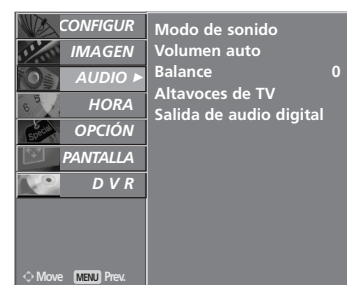 CONFIGUR
IMAGEN
AUDIO ►
HORA
OPCIÓN
PANTALLA
D V R
Modo de sonido
Volumen auto
Balance 0
Altavoces de TV
Salida de audio digital
Special
Move MENU Prev.